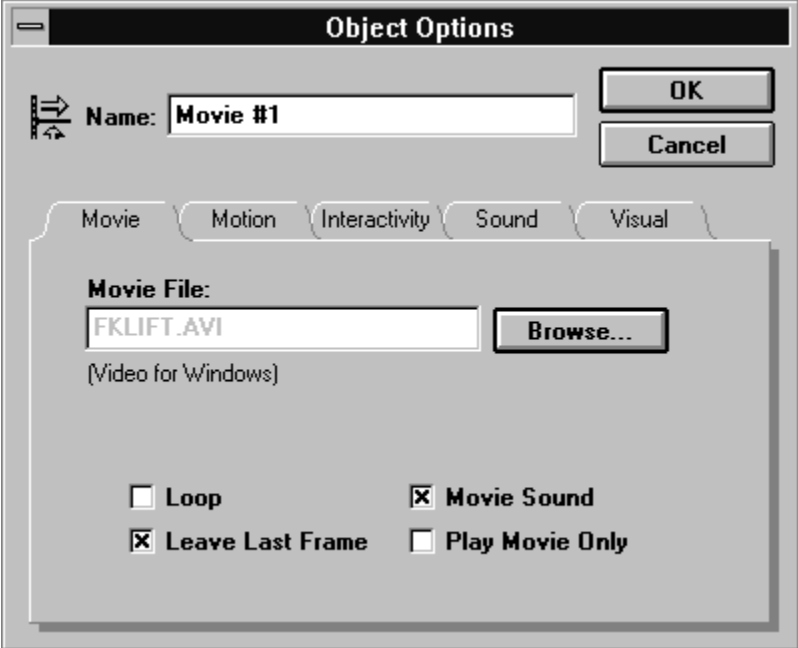 Object Options
Name: Movie #1
OK
Cancel
Movie Motion Interactivity Sound Visual
Movie File:
FKLIFT.AVI
Browse...
(Video for Windows)
Loop Movie Sound
Leave Last Frame Play Movie Only